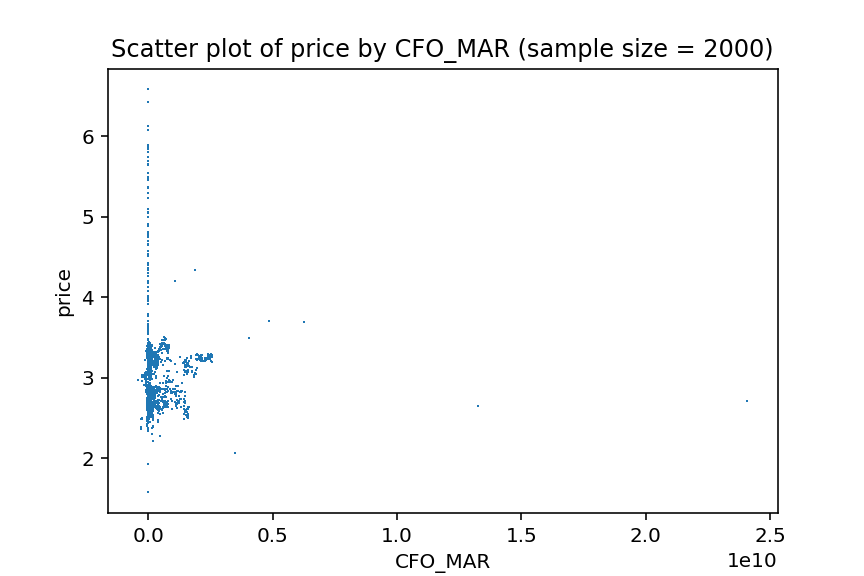 Scatter plot of price by CFO_MAR (sample size = 2000)
price
6
5
4
3
2
0.0 0.5 1.0 1.5 2.0 2.5
1e10
CFO_MAR